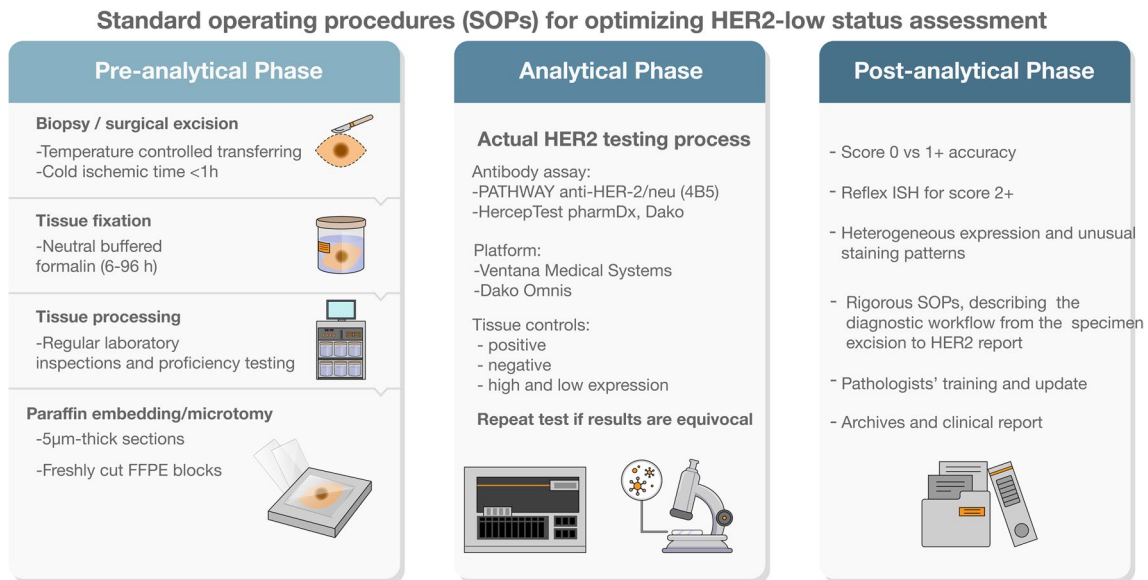 Standard operating procedures (SOPs) for optimizing HER2-low status assessment
Pre-analytical Phase
Biopsy / surgical excision
-Temperature controlled transferring
-Cold ischemic time <1h
Tissue fixation
-Neutral buffered
formalin (6-96 h)
Tissue processing
-Regular laboratory
inspections and proficiency testing
Paraffin embedding/microtomy
-5μm-thick sections
-Freshly cut FFPE blocks
Analytical Phase
Actual HER2 testing process
Antibody assay:
-PATHWAY anti-HER-2/neu (4B5)
-HercepTest pharmDx, Dako
Platform:
-Ventana Medical Systems
-Dako Omnis
Tissue controls:
- positive
- negative
- high and low expression
Repeat test if results are equivocal
Post-analytical Phase
- Score 0 vs 1+ accuracy
- Reflex ISH for score 2+
- Heterogeneous expression and unusual
staining patterns
- Rigorous SOPs, describing the
diagnostic workflow from the specimen
excision to HER2 report
- Pathologists' training and update
- Archives and clinical report